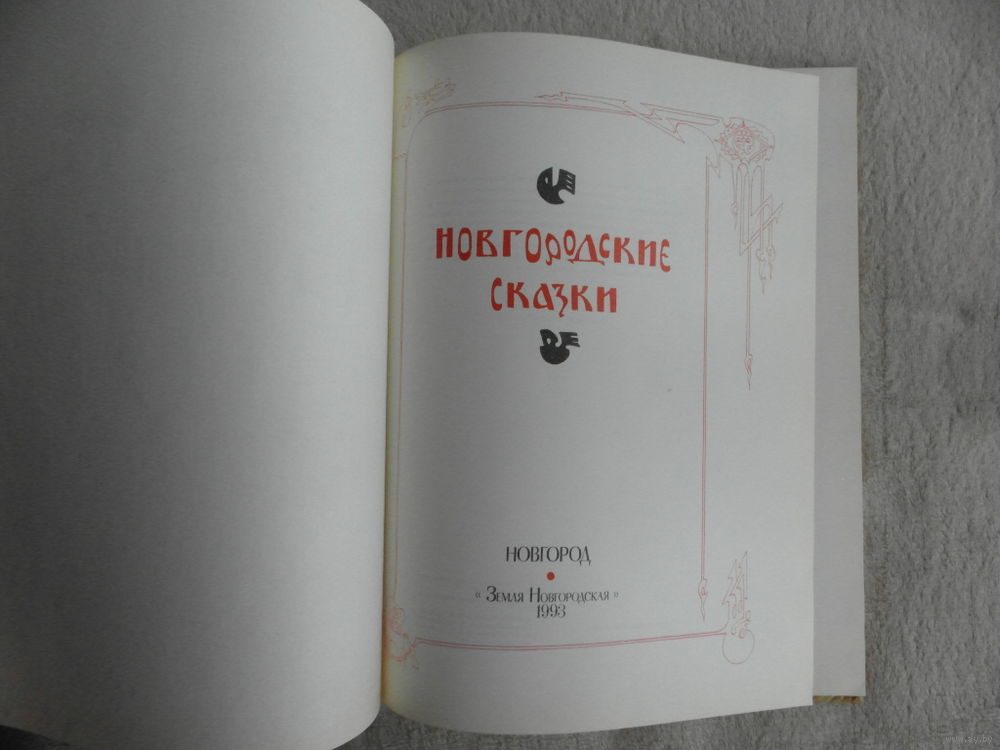 НОВГОРОДСКИЕ
СКАЗКИ
НОВГОРОД
« ЗЕМЛЯ НОВГОРОДСКАЯ »
1993